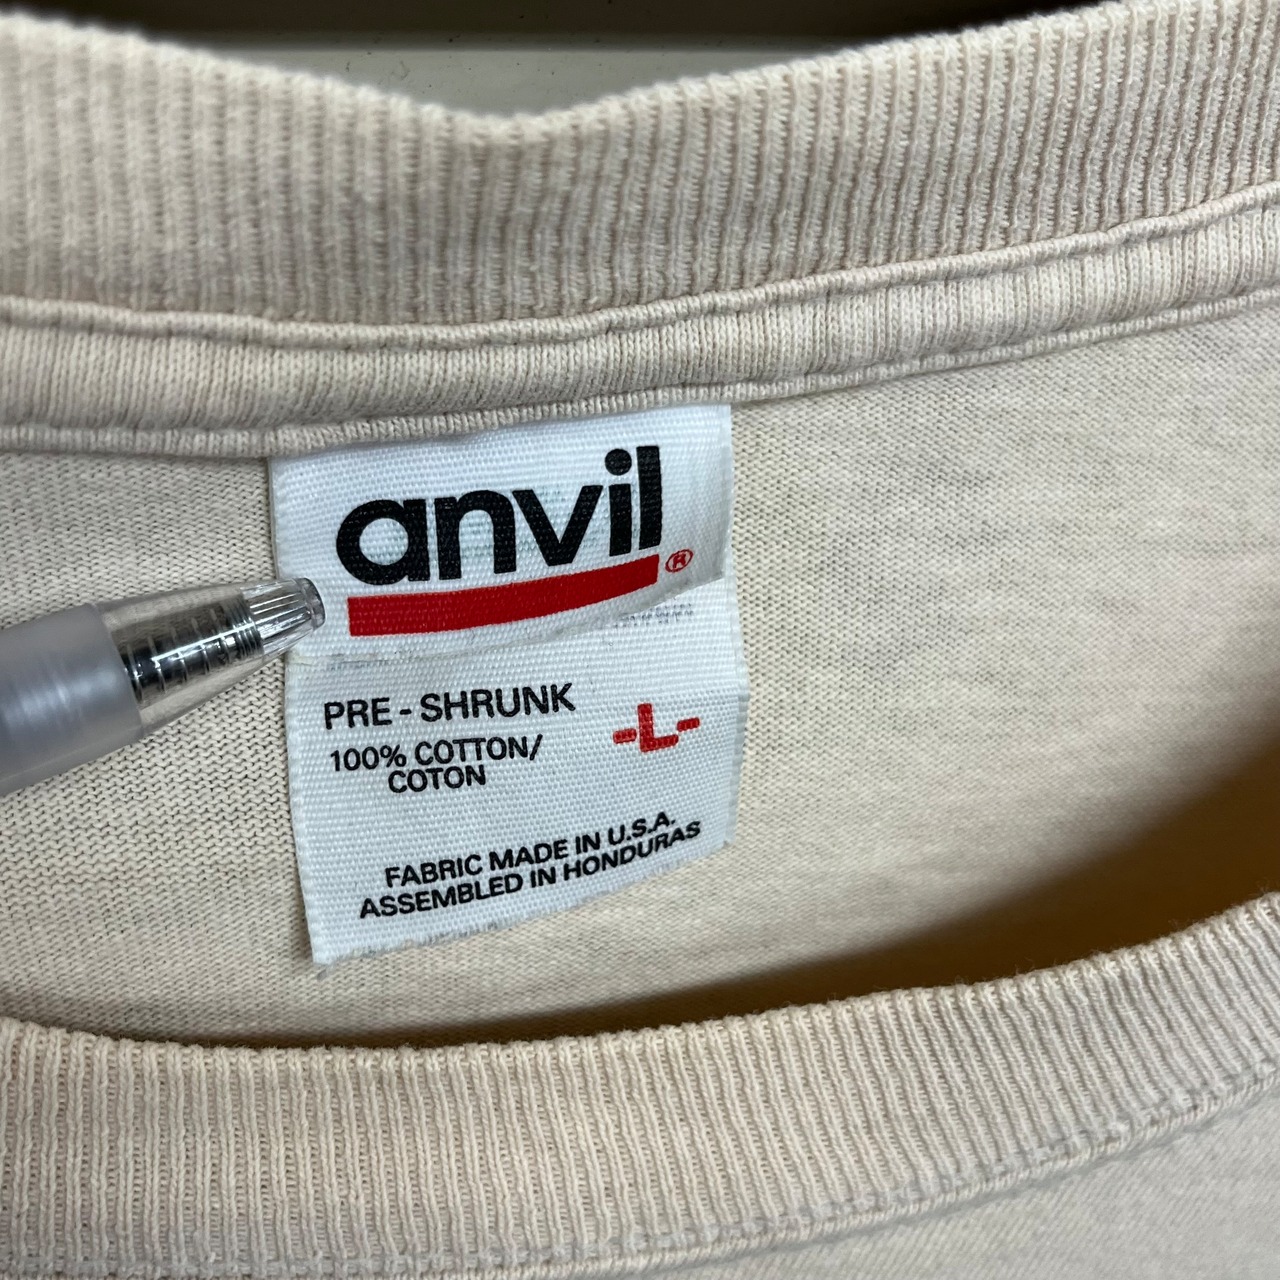 anvil®
PRE-SHRUNK
-L-
100% COTTON/
COTON
FABRIC MADE IN U.S.A.
ASSEMBLED IN HONDURAS